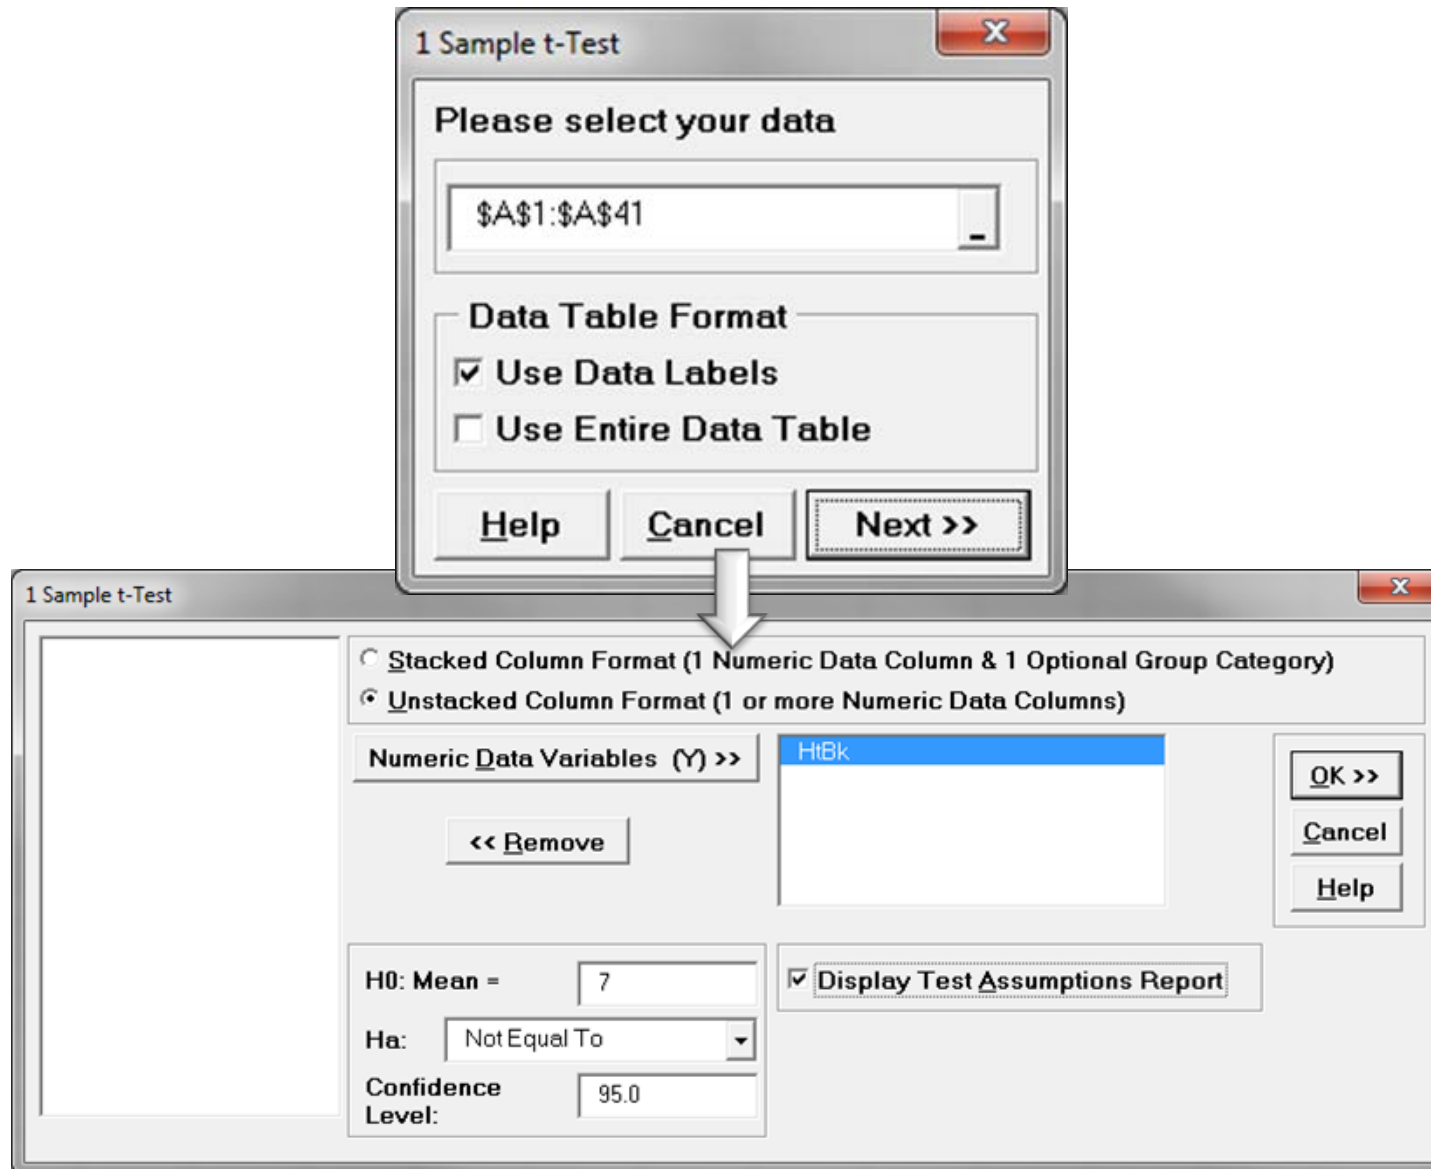 1 Sample t-Test
Please select your data
$A$1:$A$41
Data Table Format
Use Data Labels
Use Entire Data Table
Help
Cancel
Next >>
1 Sample t-Test
Stacked Column Format (1 Numeric Data Column & 1 Optional Group Category)
Unstacked Column Format (1 or more Numeric Data Columns)
Numeric Data Variables (Y) >>
HtBk
OK >>
<< Remove
Cancel
Help
H0: Mean =
7
Display Test Assumptions Report
Ha:
Not Equal To
Confidence
Level:
95.0